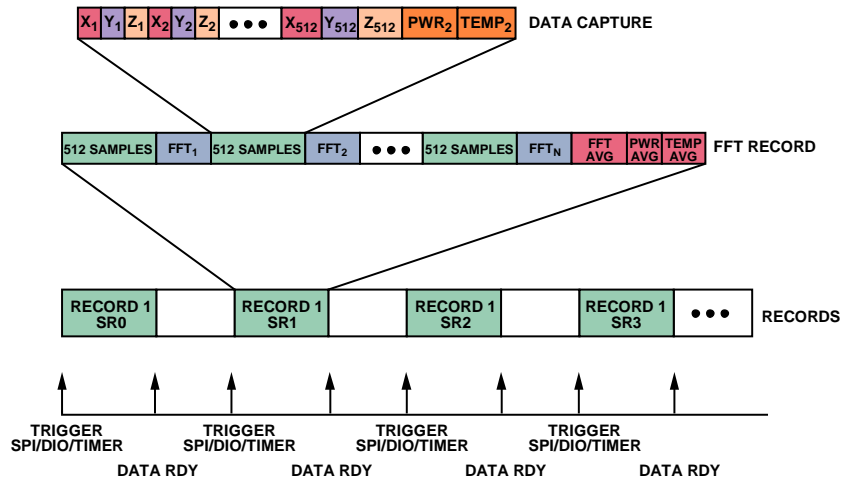 X1 Y1 Z1 X2 Y2 Z2 ••• X512 Y512 Z512 PWR2 TEMP2 DATA CAPTURE
512 SAMPLES FFT1 512 SAMPLES FFT2 ••• 512 SAMPLES FFTN FFT AVG PWR AVG TEMP AVG FFT RECORD
RECORD 1 SR0
RECORD 1 SR1
RECORD 1 SR2
RECORD 1 SR3
•••
RECORDS
TRIGGER SPI/DIO/TIMER
TRIGGER SPI/DIO/TIMER
TRIGGER SPI/DIO/TIMER
TRIGGER SPI/DIO/TIMER
DATA RDY
DATA RDY
DATA RDY
DATA RDY